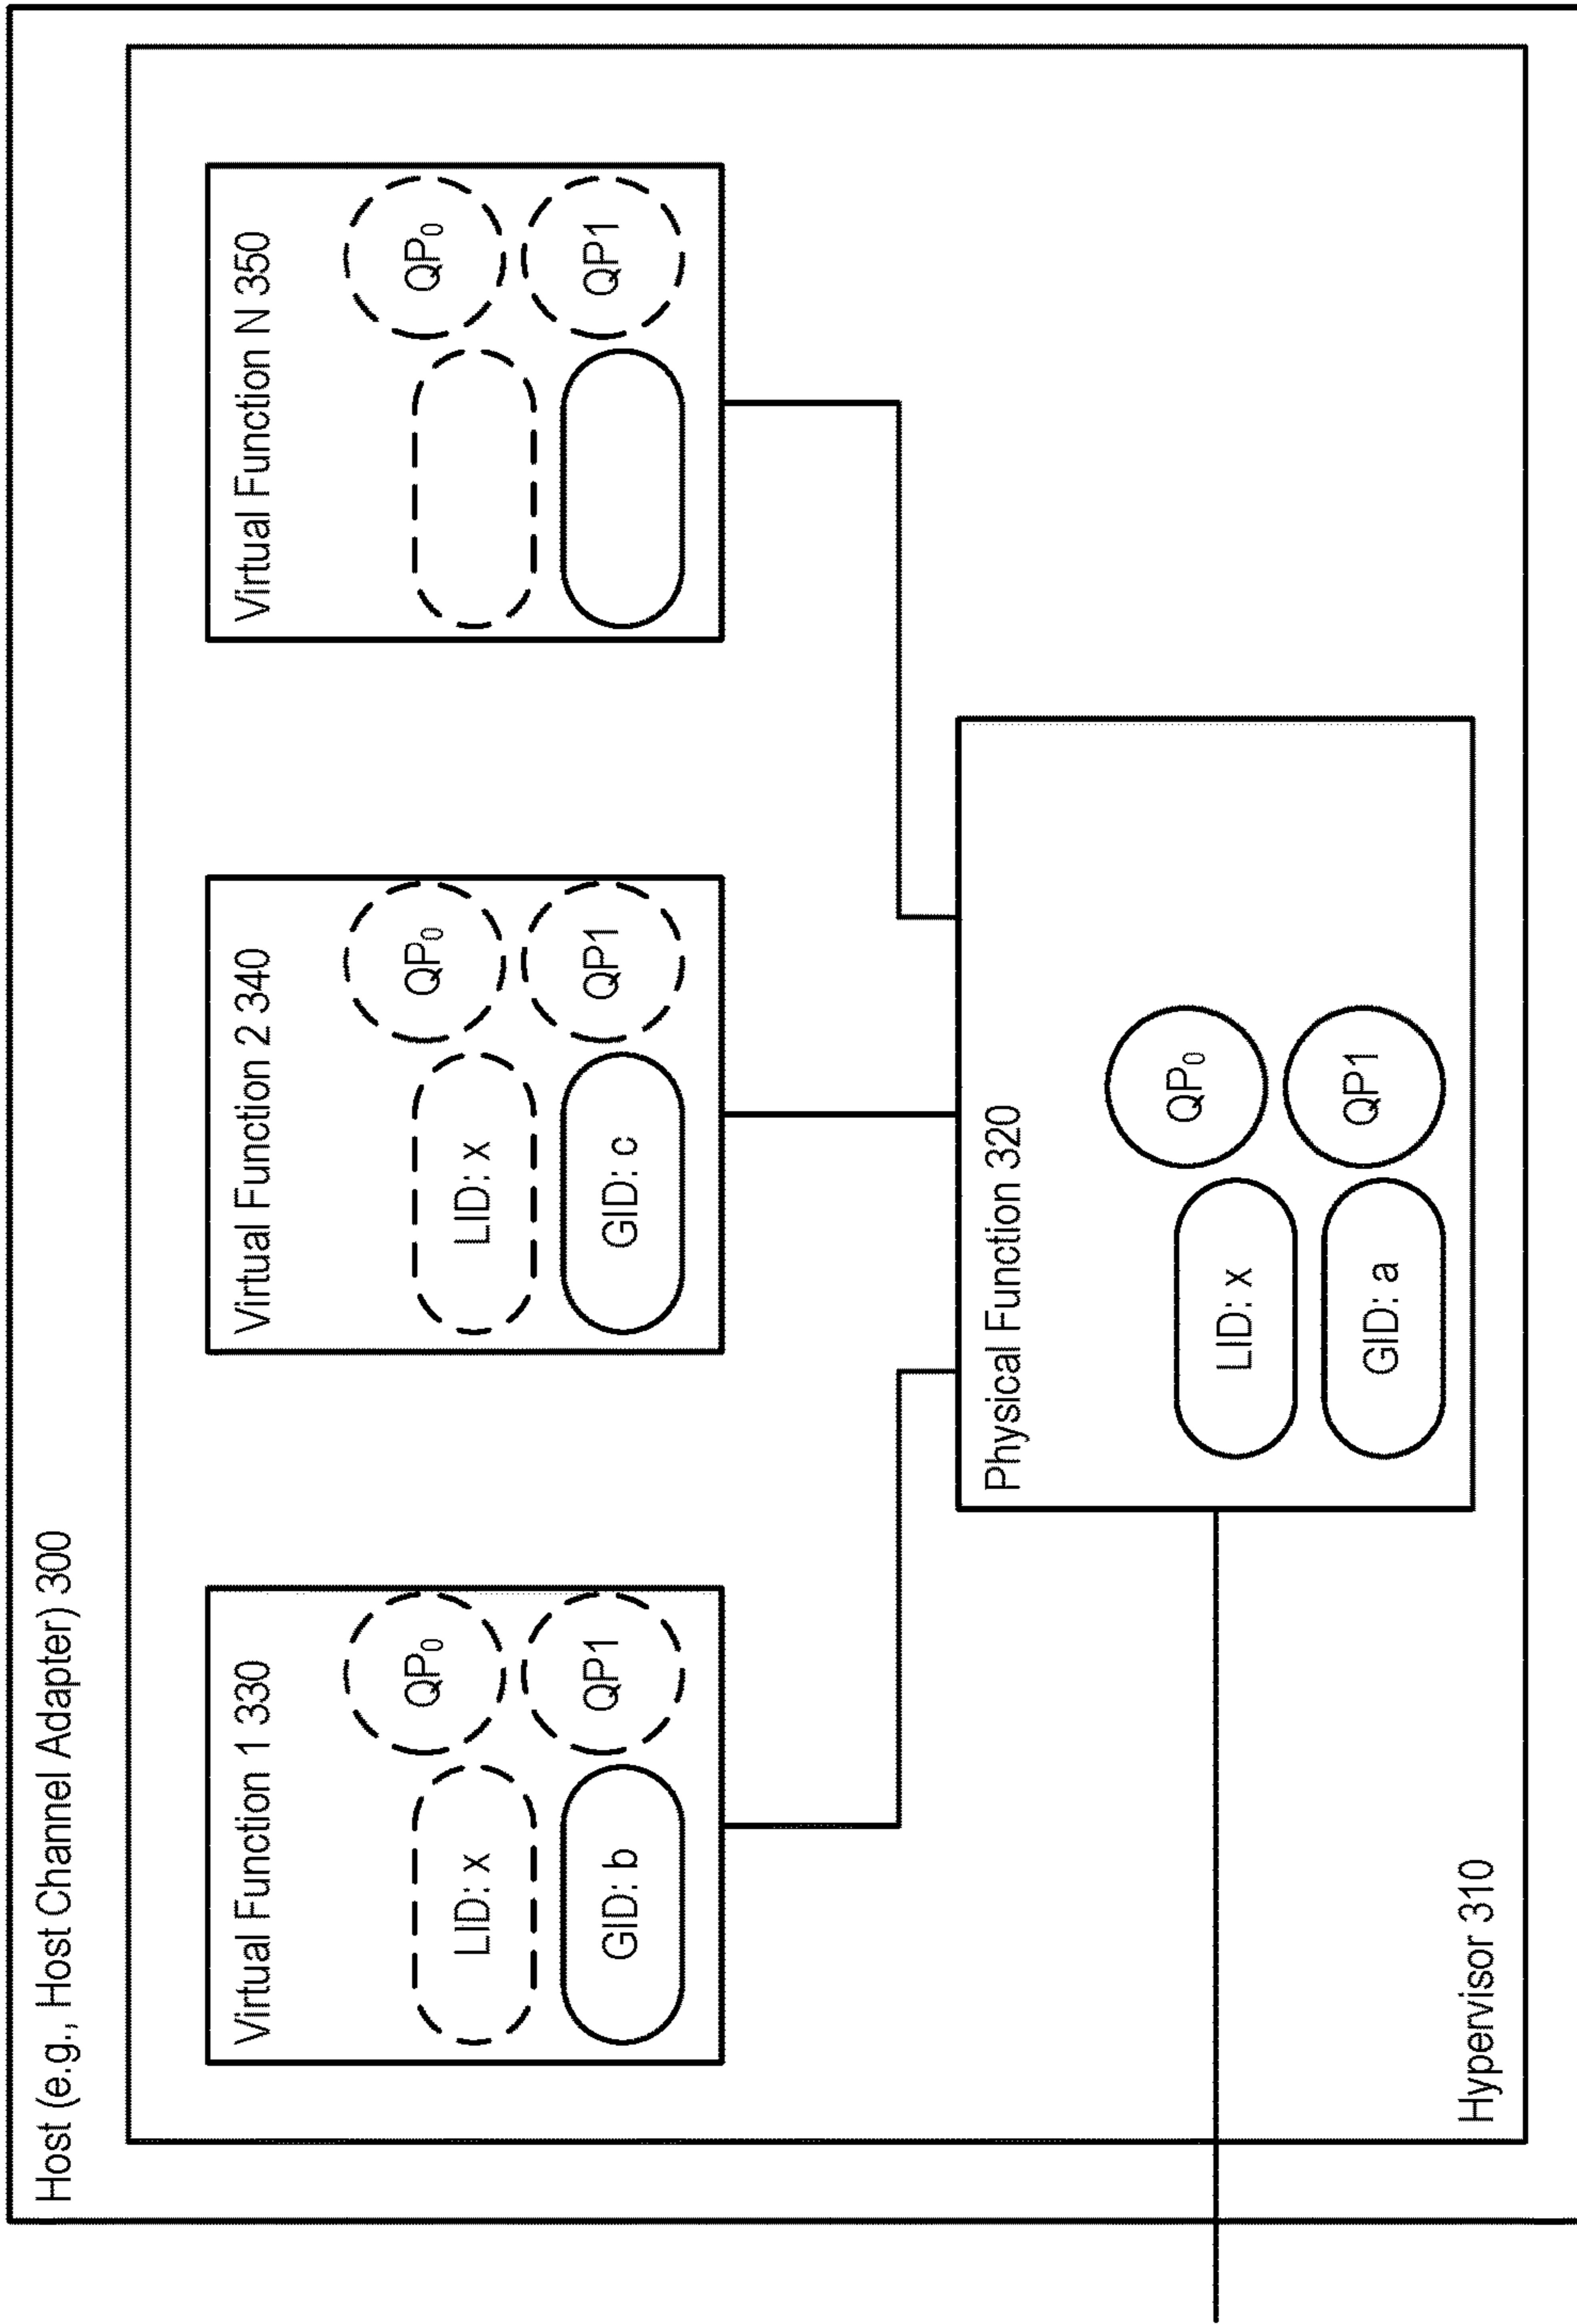 Host (e.g., Host Channel Adapter) 300
Virtual Function 1 330
QP0
LID: x
QP1
GID: b
Virtual Function 2 340
QP0
LID: x
QP1
GID: c
Virtual Function N 350
QP0
QP1
Physical Function 320
QP0
LID: x
QP1
GID: a
Hypervisor 310